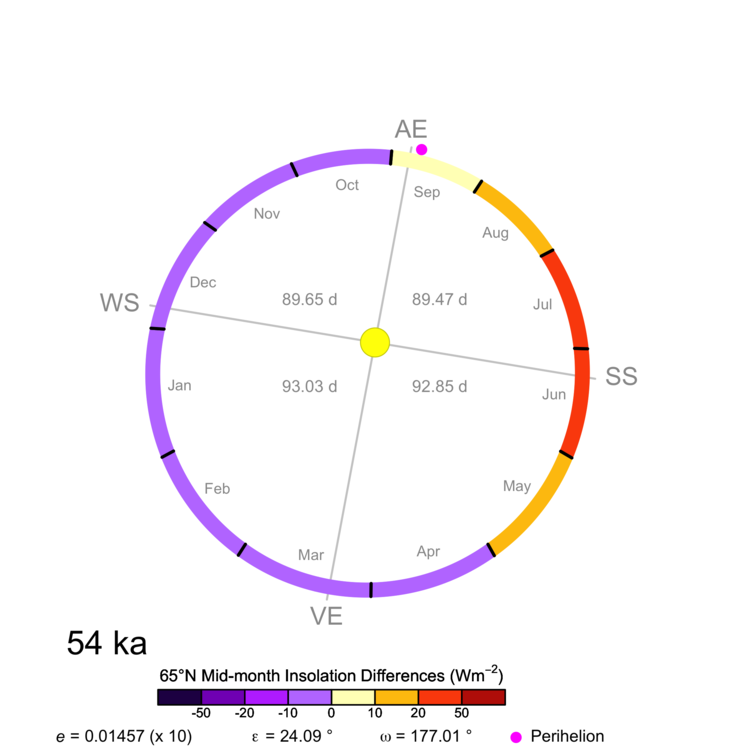 AE
Oct
Sep
Nov
Aug
Dec
89.65 d
89.47 d
WS
Jul
SS
Jan
93.03 d
92.85 d
Jun
Feb
May
Mar
Apr
VE
54 ka
65°N Mid-month Insolation Differences (Wm⁻²)
-50 -20 -10 0 10 20 50
e = 0.01457 (x 10) ε = 24.09 ° ω = 177.01 ° Perihelion